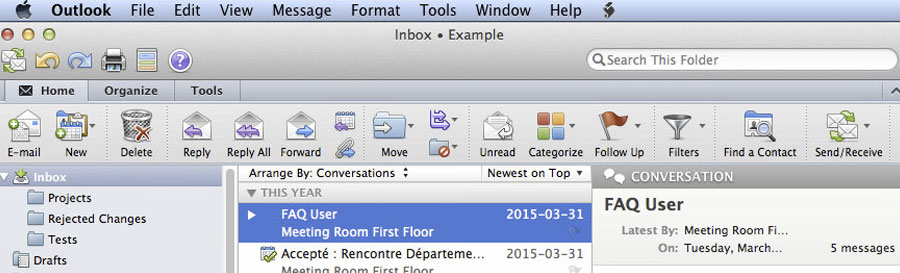 Outlook File Edit View Message Format Tools Window Help
Inbox • Example
Search This Folder
Home Organize Tools
E-mail New Delete Reply Reply All Forward Move Unread Categorize Follow Up Filters Find a Contact Send/Receive
Inbox
Projects
Rejected Changes
Tests
Drafts
Arrange By: Conversations Newest on Top
THIS YEAR
FAQ User 2015-03-31
Meeting Room First Floor
Accepté : Rencontre Départeme... 2015-03-31
Meeting Room First Floor
CONVERSATION
FAQ User
Latest By: Meeting Room Fi...
On: Tuesday, March... 5 messages